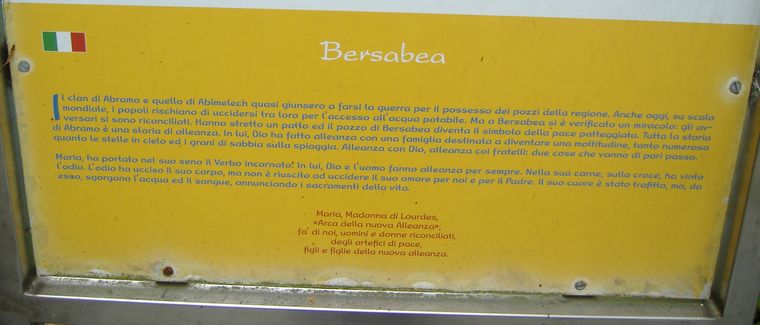 Bersabea
Il clan di Abramo e quello di Abimelech quasi giunsero a farsi la guerra per il possesso dei pozzi della regione. Anche oggi, su scala
mondiale, i popoli rischiano di uccidersi tra loro per l'accesso all'acqua potabile. Ma a Bersabea si è verificato un miracolo: gli av-
versari si sono riconciliati. Hanno stretto un patto ed il pozzo di Bersabea diventa il simbolo della pace patteggiata. Tutta la storia
di Abramo è una storia di alleanza. In lui, Dio ha fatto alleanza con una famiglia destinata a diventare una moltitudine, tanto numerosa
quanto le stelle in cielo ed i grani di sabbia sulla spiaggia. Alleanza con Dio, alleanza coi fratelli: due cose che vanno di pari passo.
Maria, ha portato nel suo seno il Verbo incarnato. In lui, Dio e l'uomo fanno alleanza per sempre. Nella sua carne, sulla croce, ha vinto
l'odio. L'odio ha ucciso il suo corpo, ma non è riuscito ad uccidere il suo amore per noi e per il Padre. Il suo cuore è stato trafitto, ma, da
esso, sgorgano l'acqua ed il sangue, annunciando i sacramenti della vita.
Maria, Madonna di Lourdes,
«Arca della nuova Alleanza»,
fa' di noi, uomini e donne riconciliati,
degli artefici di pace,
figli e figlie della nuova alleanza.